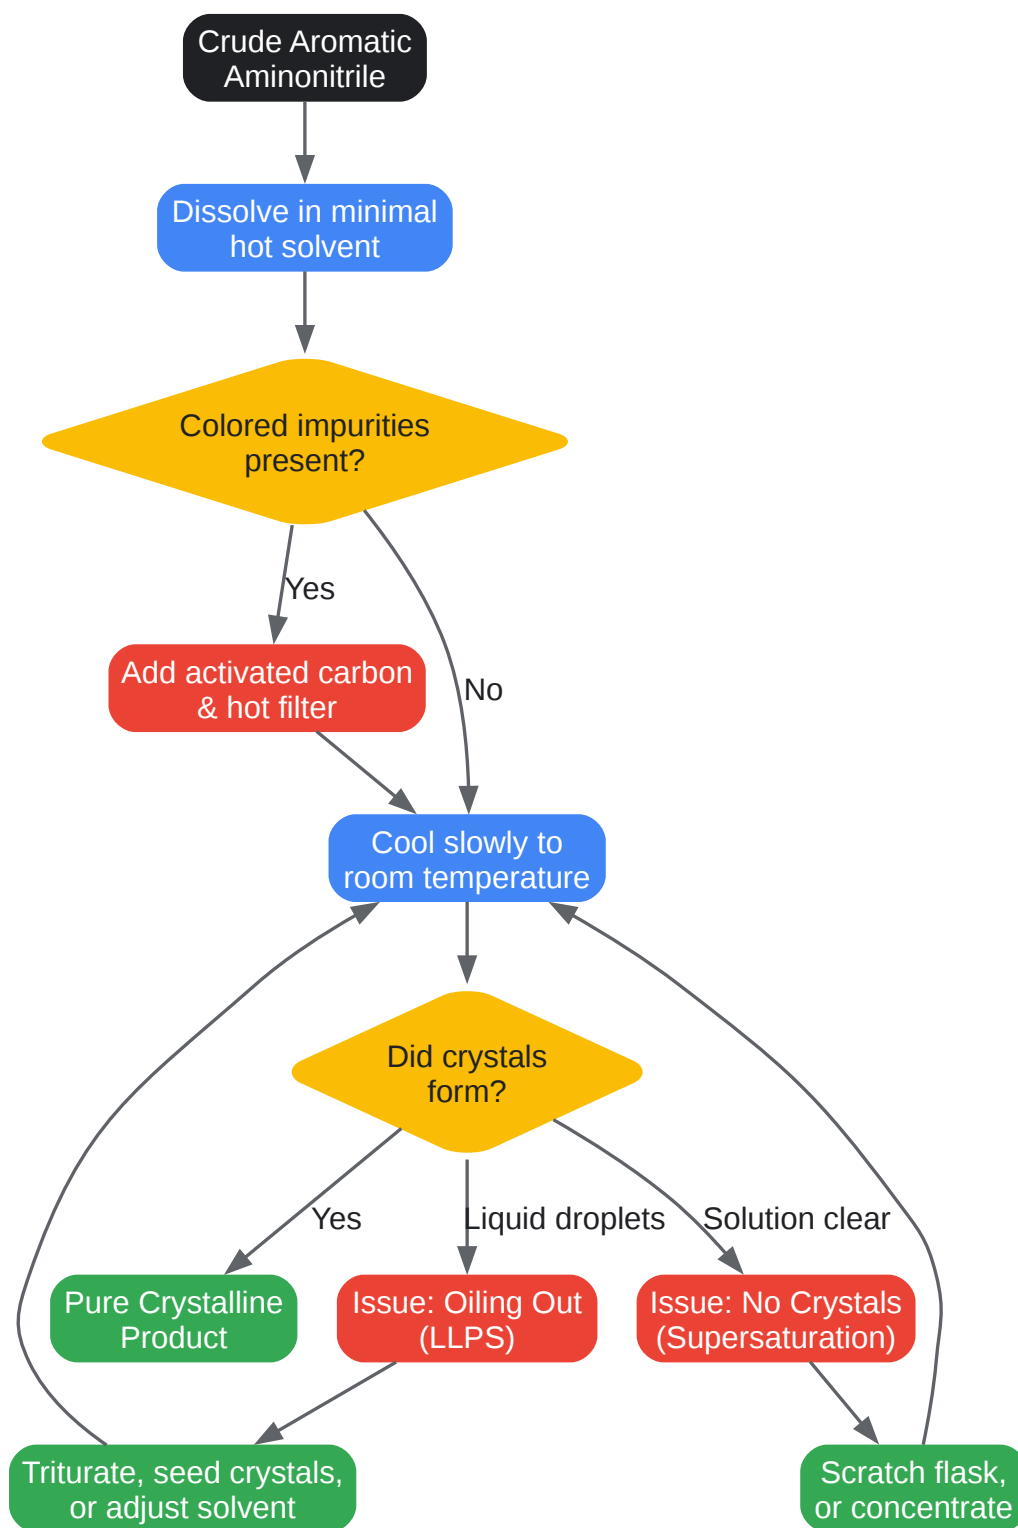 Crude Aromatic
Aminonitrile
Dissolve in minimal
hot solvent
Colored impurities
present?
Yes
Add activated carbon
& hot filter
No
Cool slowly to
room temperature
Did crystals
form?
Yes
Liquid droplets
Solution clear
Pure Crystalline
Product
Issue: Oiling Out
(LLPS)
Issue: No Crystals
(Supersaturation)
Triturate, seed crystals,
or adjust solvent
Scratch flask,
or concentrate